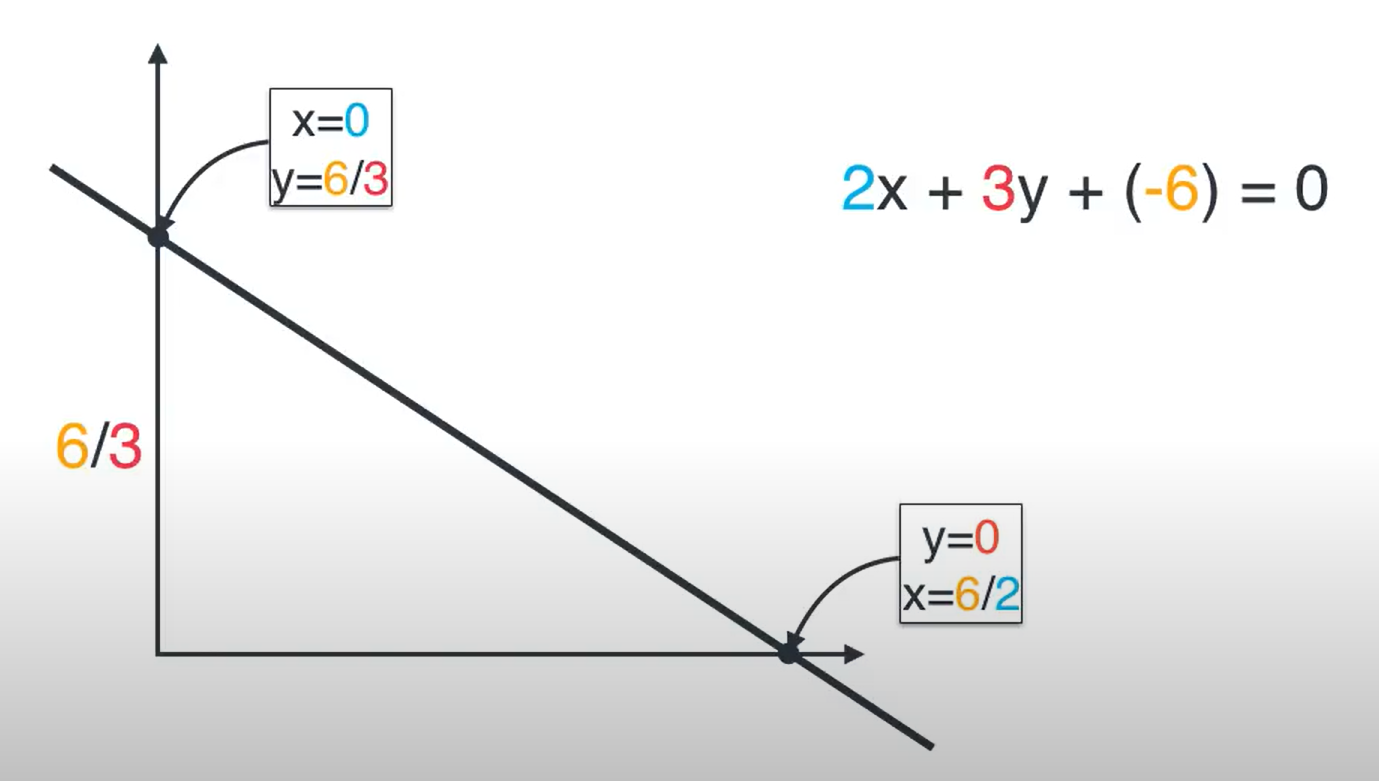 x=0
y=6/3
2x + 3y + (-6) = 0
6/3
y=0
x=6/2